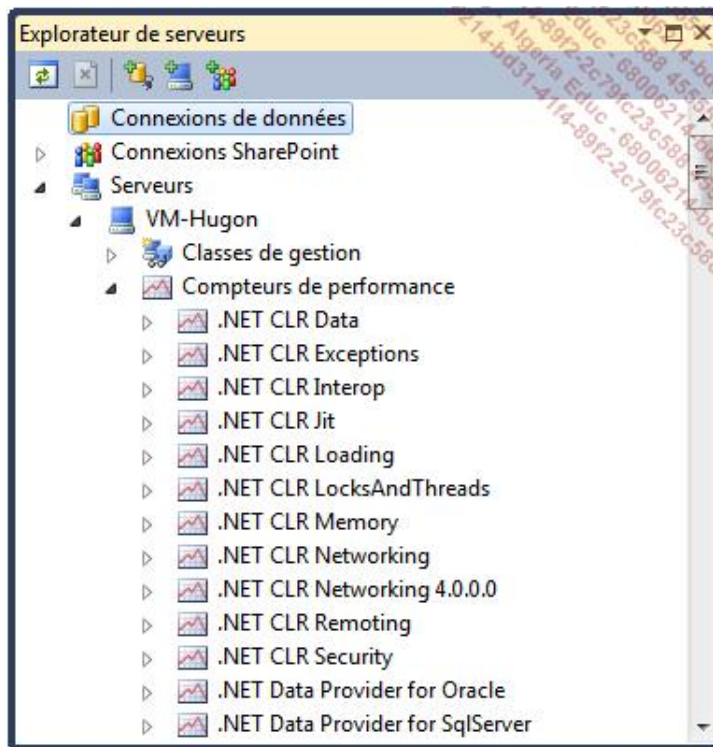 Explorateur de serveurs
Connexions de données
Connexions SharePoint
Serveurs
VM-Hugon
Classes de gestion
Compteurs de performance
.NET CLR Data
.NET CLR Exceptions
.NET CLR Interop
.NET CLR Jit
.NET CLR Loading
.NET CLR LocksAndThreads
.NET CLR Memory
.NET CLR Networking
.NET CLR Networking 4.0.0.0
.NET CLR Remoting
.NET CLR Security
.NET Data Provider for Oracle
.NET Data Provider for SqlServer